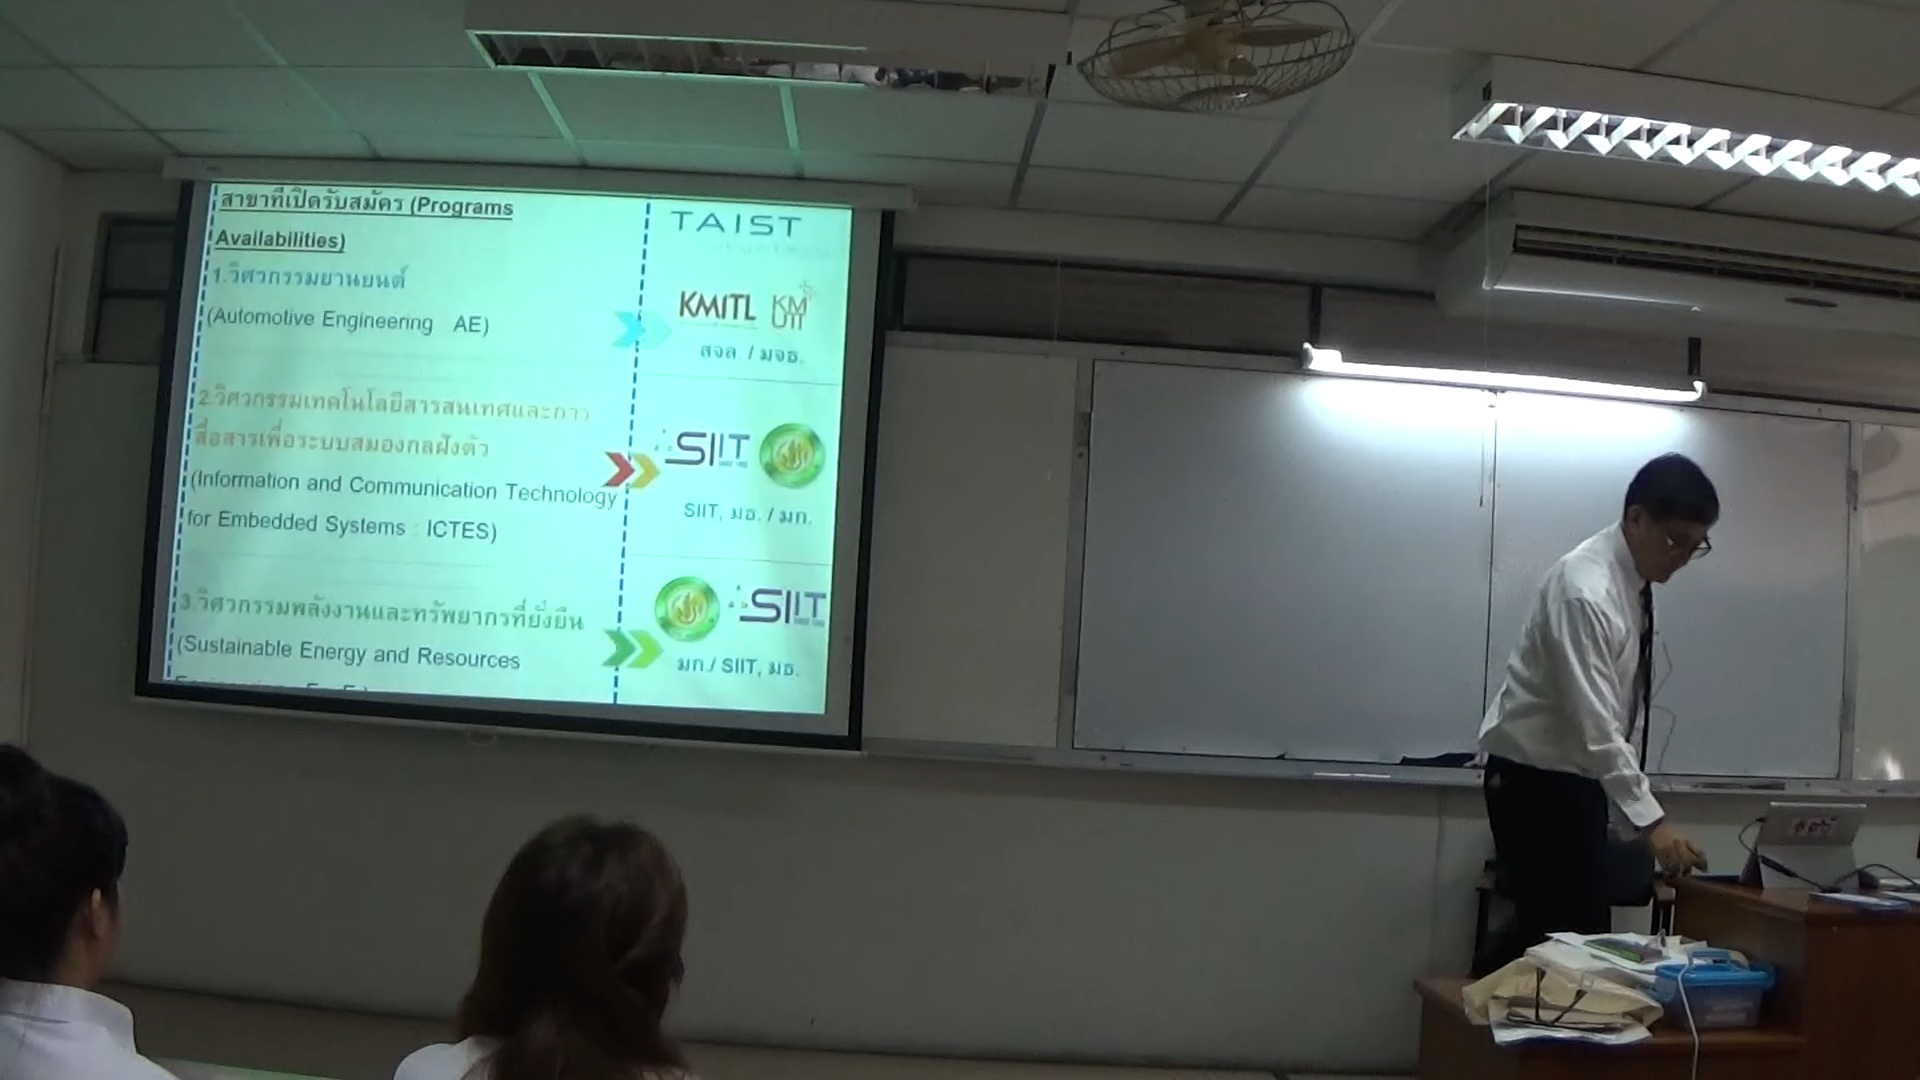 สาขาที่เปิดรับสมัคร (Programs
Availabilities)
1.วิศวกรรมยานยนต์
(Automotive Engineering AE)
2.วิศวกรรมเทคโนโลยีสารสนเทศและการ
สื่อสารเพื่อระบบสมองกลฝังตัว
(Information and Communication Technology
for Embedded Systems : ICTES)
3.วิศวกรรมพลังงานและทรัพยากรที่ยั่งยืน
(Sustainable Energy and Resources
TAIST
KMITL KMUTT
สจล. / มจธ.
SIIT
SIIT, มธ. / มก.
SIIT
มก./ SIIT, มธ.